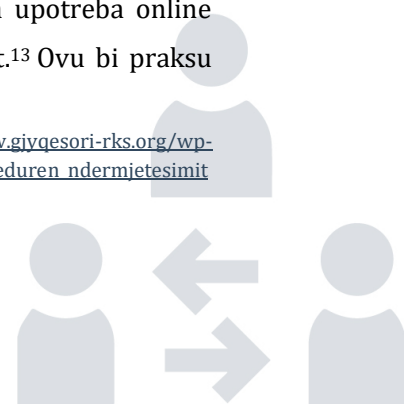 upotreba online
t.13 Ovu bi praksu
w.gjyqesori-rks.org/wp-
eduren_ndermjetesimit